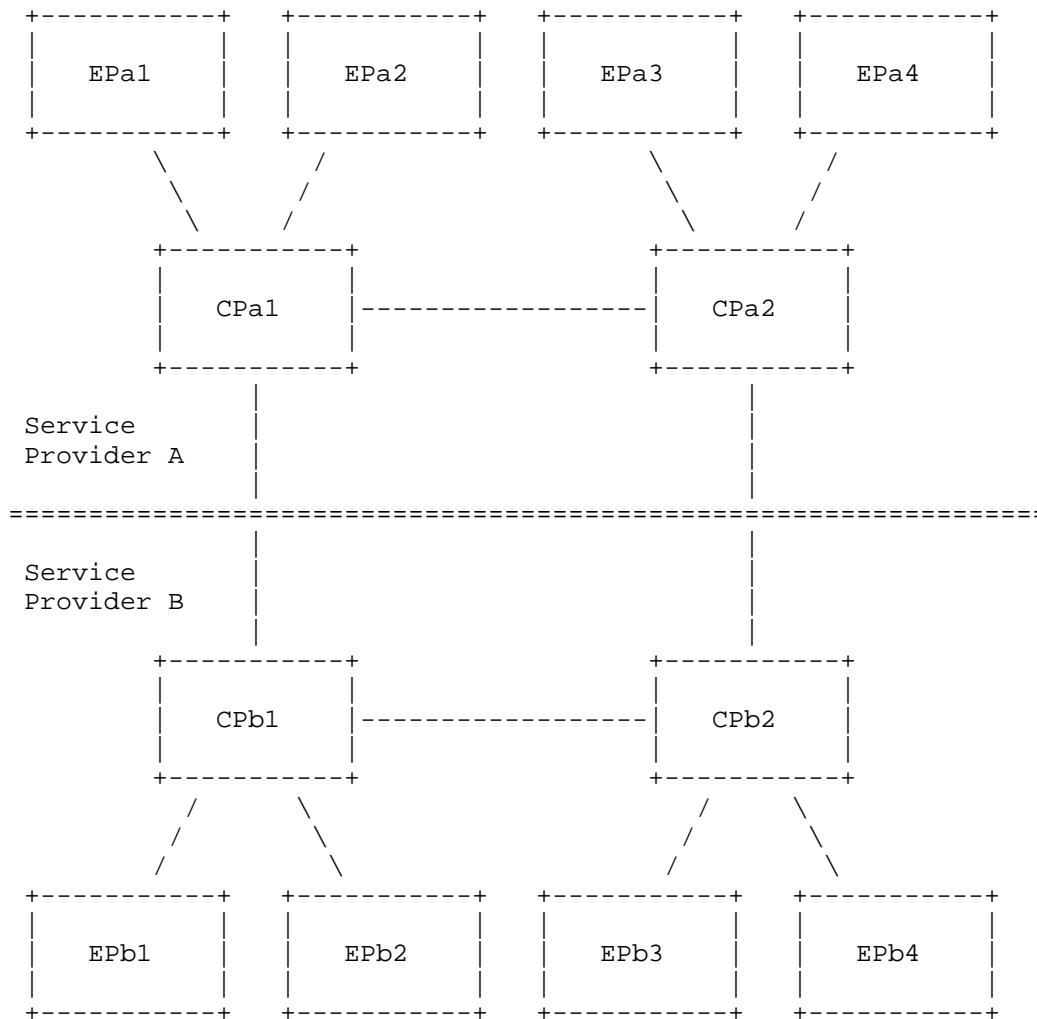 EPa1 EPa2 EPa3 EPa4
CPa1 CPa2
Service
Provider A
Service
Provider B
CPb1 CPb2
EPb1 EPb2 EPb3 EPb4